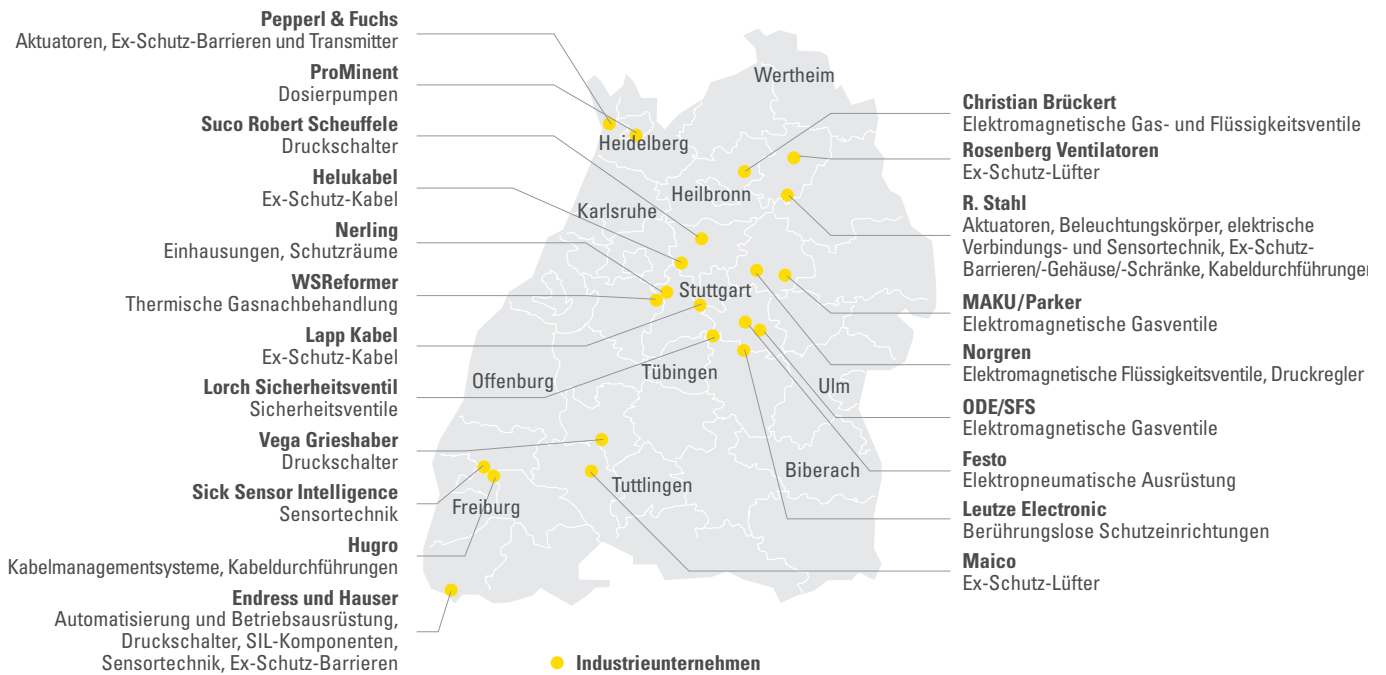 Pepperl & Fuchs
Aktuatoren, Ex-Schutz-Barrieren und Transmitter
ProMinent
Dosierpumpen
Suco Robert Scheuffele
Druckschalter
Helukabel
Ex-Schutz-Kabel
Nerling
Einhausungen, Schutzräume
WSReformer
Thermische Gasnachbehandlung
Lapp Kabel
Ex-Schutz-Kabel
Lorch Sicherheitsventil
Sicherheitsventile
Vega Grieshaber
Druckschalter
Sick Sensor Intelligence
Sensortechnik
Hugro
Kabelmanagementsysteme, Kabeldurchführungen
Endress und Hauser
Automatisierung und Betriebsausrüstung,
Druckschalter, SIL-Komponenten,
Sensortechnik, Ex-Schutz-Barrieren
Wertheim
Heidelberg
Heilbronn
Karlsruhe
Stuttgart
Tübingen
Offenburg
Ulm
Biberach
Tuttlingen
Freiburg
Christian Brückert
Elektromagnetische Gas- und Flüssigkeitsventile
Rosenberg Ventilatoren
Ex-Schutz-Lüfter
R. Stahl
Aktuatoren, Beleuchtungskörper, elektrische
Verbindungs- und Sensortechnik, Ex-Schutz-
Barrieren/-Gehäuse/-Schränke, Kabeldurchführungen
MAKU/Parker
Elektromagnetische Gasventile
Norgren
Elektromagnetische Flüssigkeitsventile, Druckregler
ODE/SFS
Elektromagnetische Gasventile
Festo
Elektropneumatische Ausrüstung
Leutze Electronic
Berührungslose Schutzeinrichtungen
Maico
Ex-Schutz-Lüfter
Industrieunternehmen